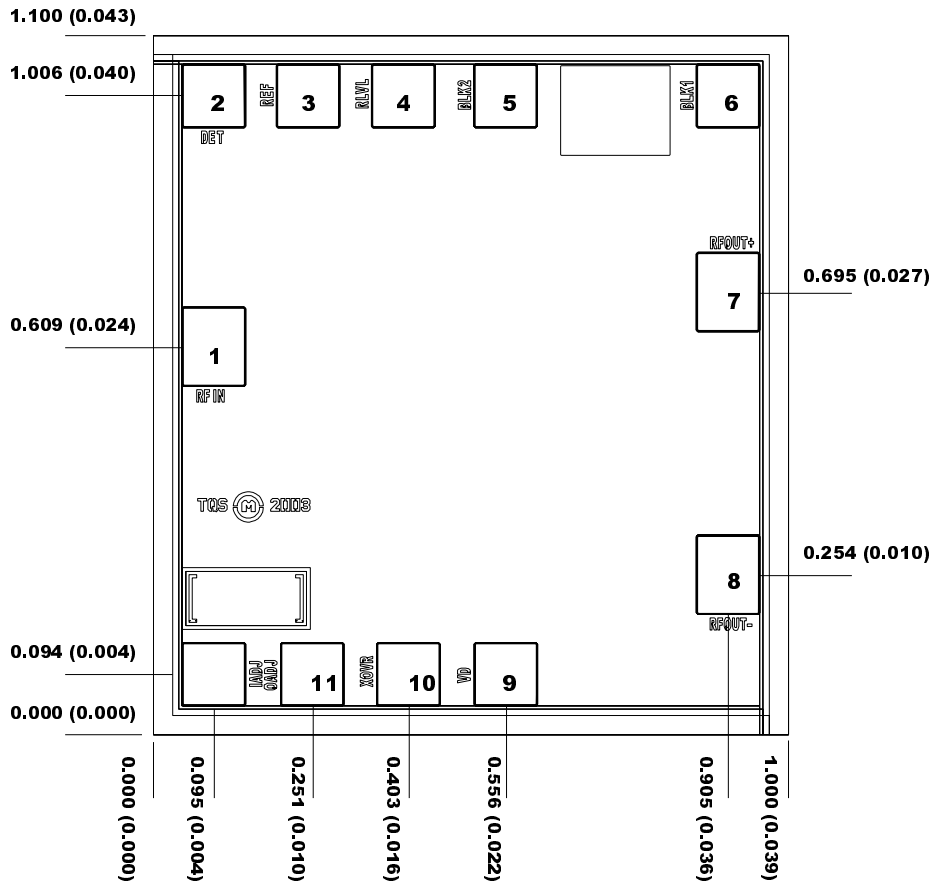 1.100 (0.043)
1.006 (0.040)
2
3
4
5
6
REF
RLVL
BLK2
BLK1
DET
RFOUT+
7
0.695 (0.027)
0.609 (0.024)
1
RF IN
TQS M 2003
8
0.254 (0.010)
RFOUT-
0.094 (0.004)
IADJ
QADJ
11
XOVR
10
VD
9
0.000 (0.000)
0.000 (0.000)
0.095 (0.004)
0.251 (0.010)
0.403 (0.016)
0.556 (0.022)
0.905 (0.036)
1.000 (0.039)